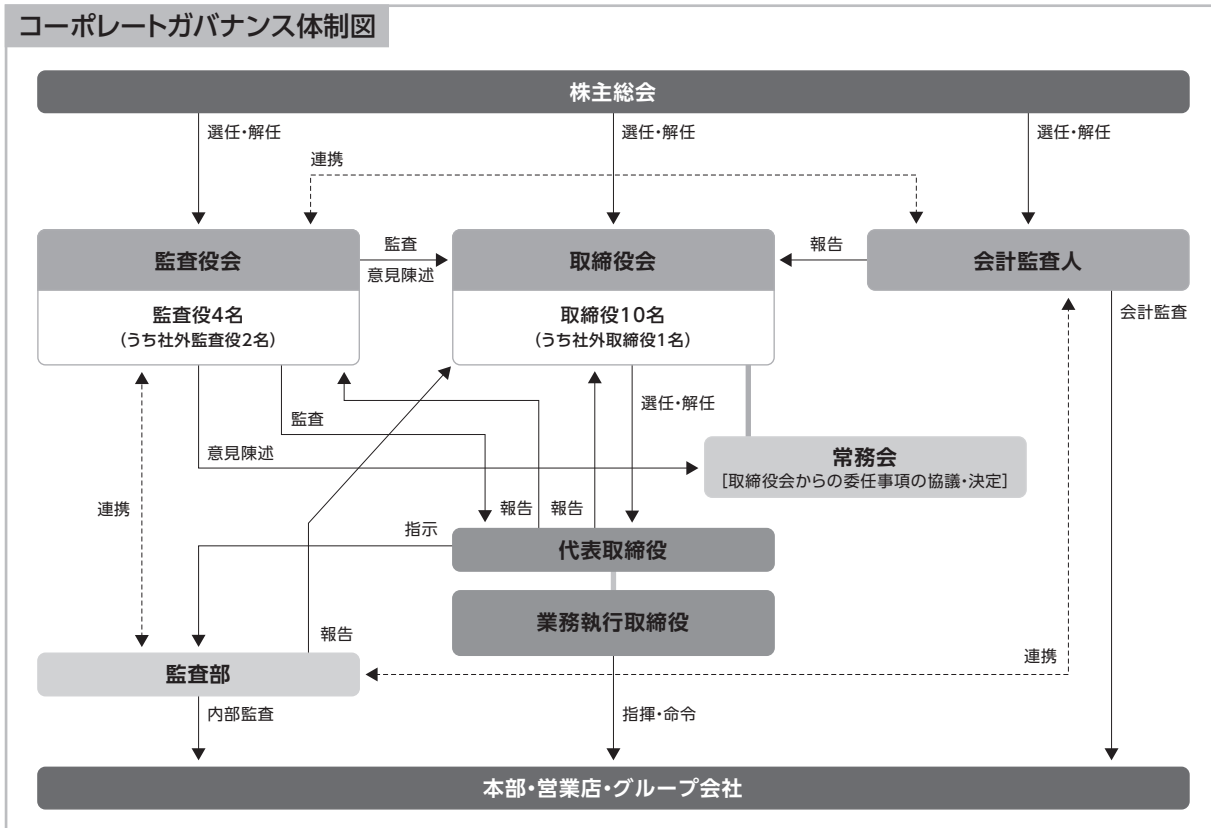 コーポレートガバナンス体制図
株主総会
選任・解任
選任・解任
選任・解任
連携
監査役会
監査
意見陳述
取締役会
報告
会計監査人
監査役4名
(うち社外監査役2名)
取締役10名
(うち社外取締役1名)
会計監査
選任・解任
監査
意見陳述
常務会
[取締役会からの委任事項の協議・決定]
連携
報告
報告
指示
代表取締役
業務執行取締役
報告
連携
監査部
内部監査
指揮・命令
本部・営業店・グループ会社